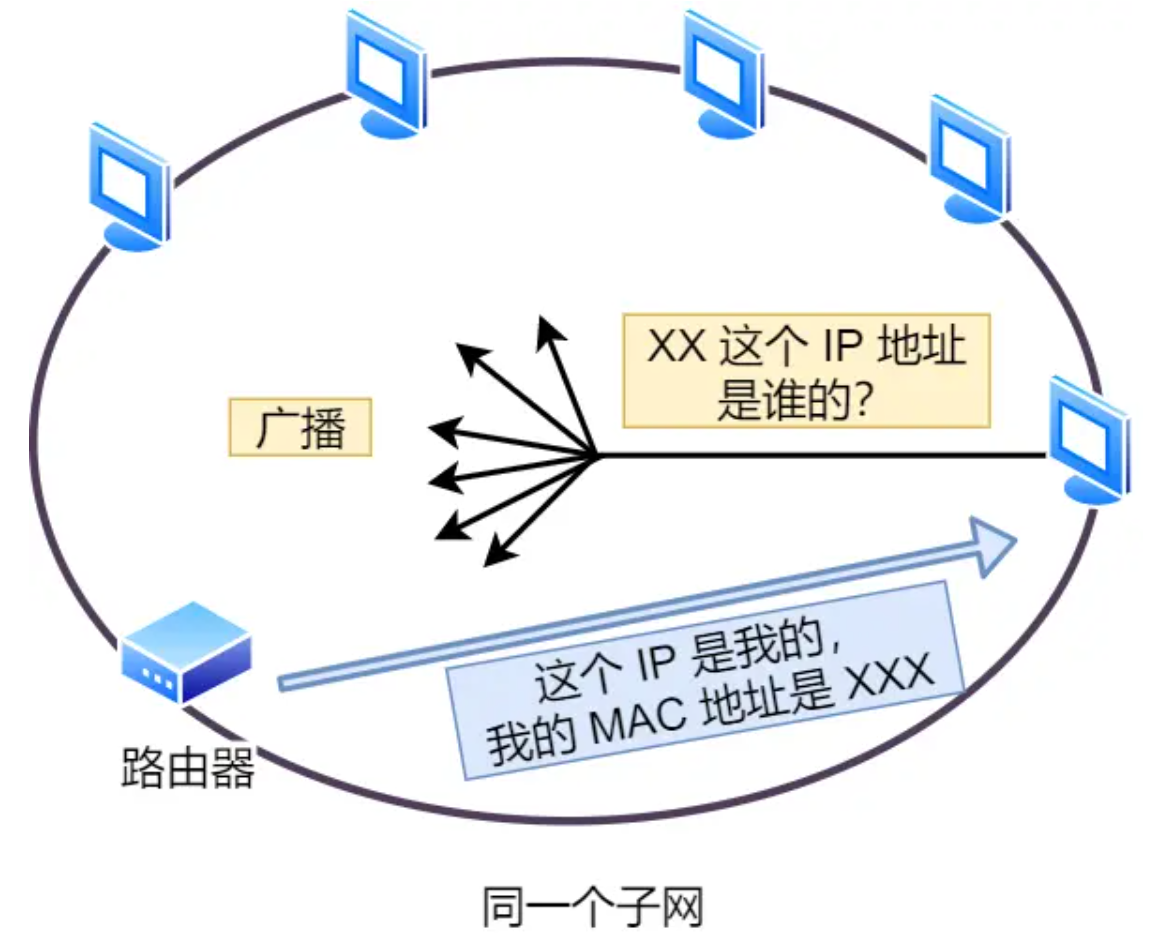 XX 这个 IP 地址
是谁的?
广播
这个 IP 是我的,
我的 MAC 地址是 XXX
路由器
同一个子网